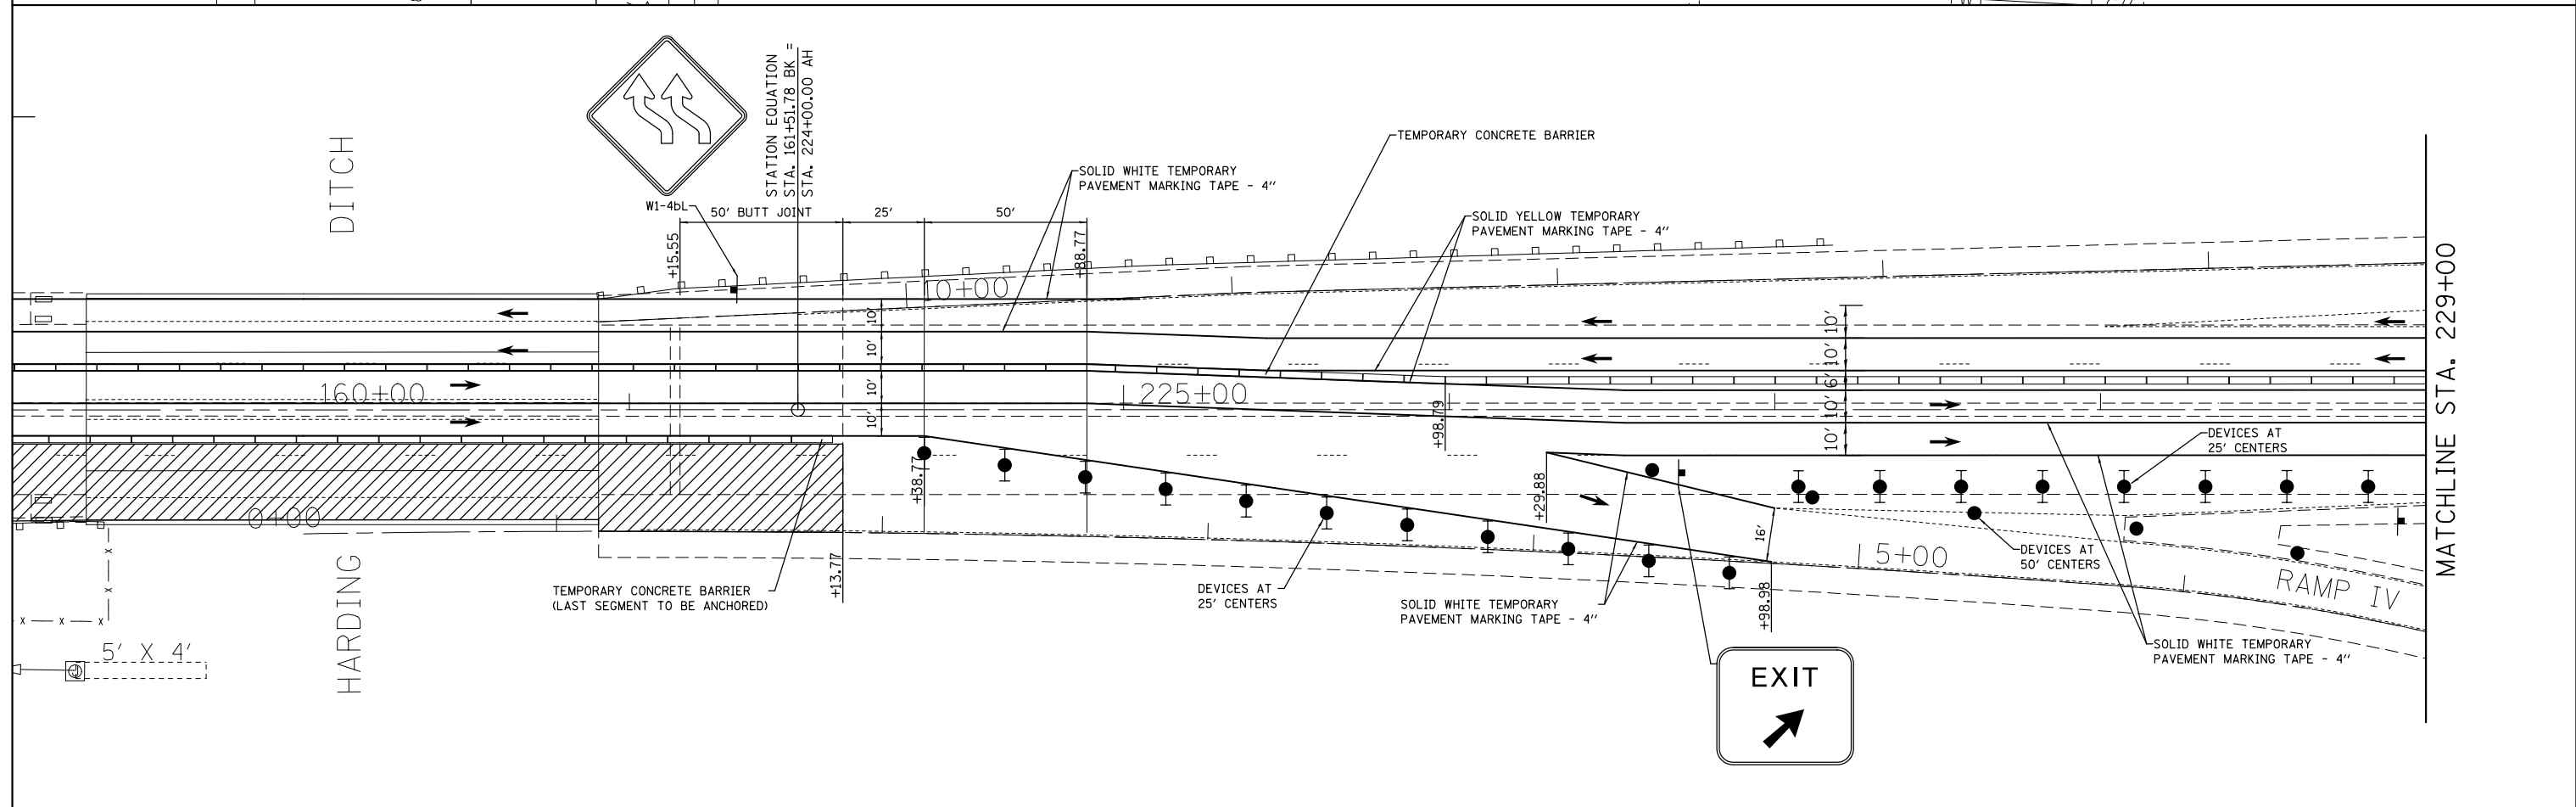 DITCH
STATION EQUATION
STA. 161+51.78 BK =
STA. 224+00.00 AH
W1-4bL
50' BUTT JOINT
25'
50'
+15.55
+88.77
SOLID WHITE TEMPORARY
PAVEMENT MARKING TAPE - 4"
TEMPORARY CONCRETE BARRIER
SOLID YELLOW TEMPORARY
PAVEMENT MARKING TAPE - 4"
10+00
10'
10'
10'
10'
160+00
225+00
10'
10'
6'
10'
10'
+38.77
+98.79
+29.88
DEVICES AT
25' CENTERS
MATCHLINE STA. 229+00
0+00
HARDING
+13.77
TEMPORARY CONCRETE BARRIER
(LAST SEGMENT TO BE ANCHORED)
DEVICES AT
25' CENTERS
SOLID WHITE TEMPORARY
PAVEMENT MARKING TAPE - 4"
16'
+98.98
5+00
DEVICES AT
50' CENTERS
RAMP IV
SOLID WHITE TEMPORARY
PAVEMENT MARKING TAPE - 4"
x
x
x
x
x
5' X 4'
EXIT